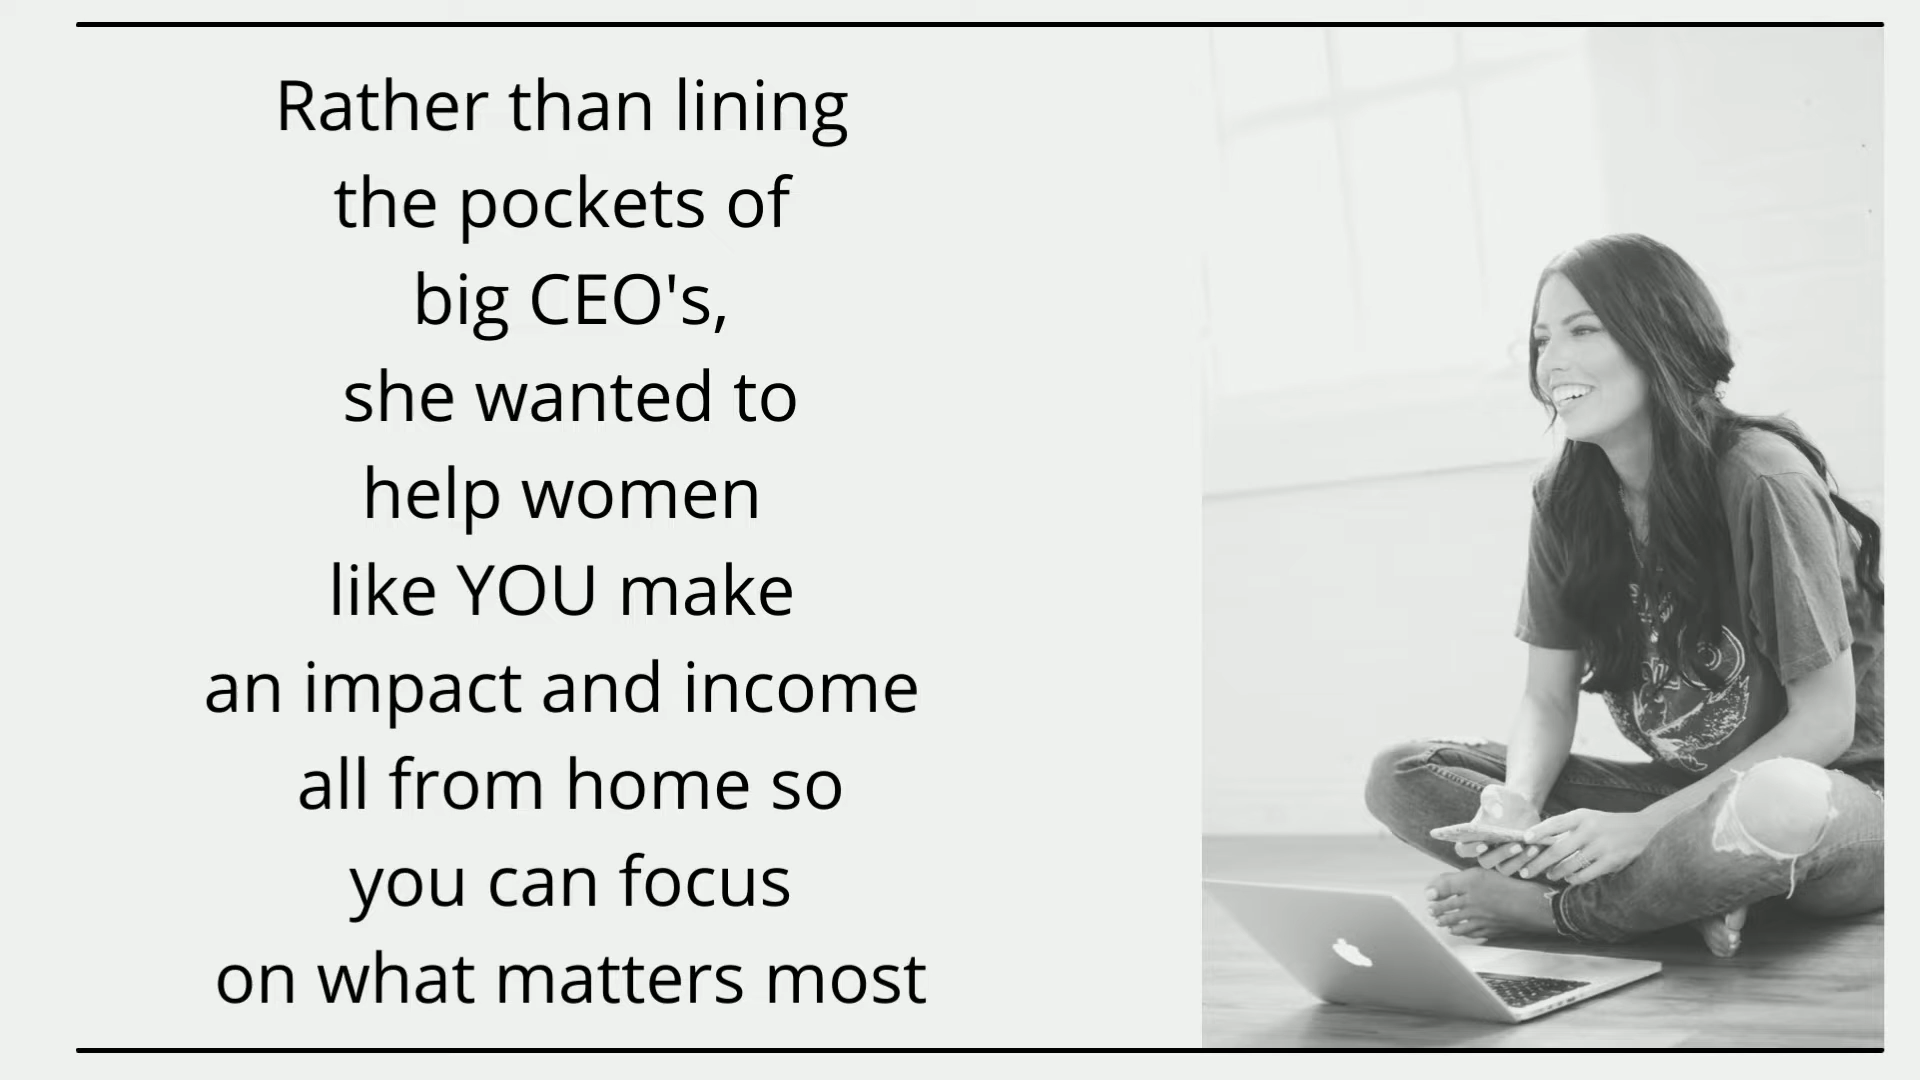 Rather than lining
the pockets of
big CEO's,
she wanted to
help women
like YOU make
an impact and income
all from home so
you can focus
on what matters most